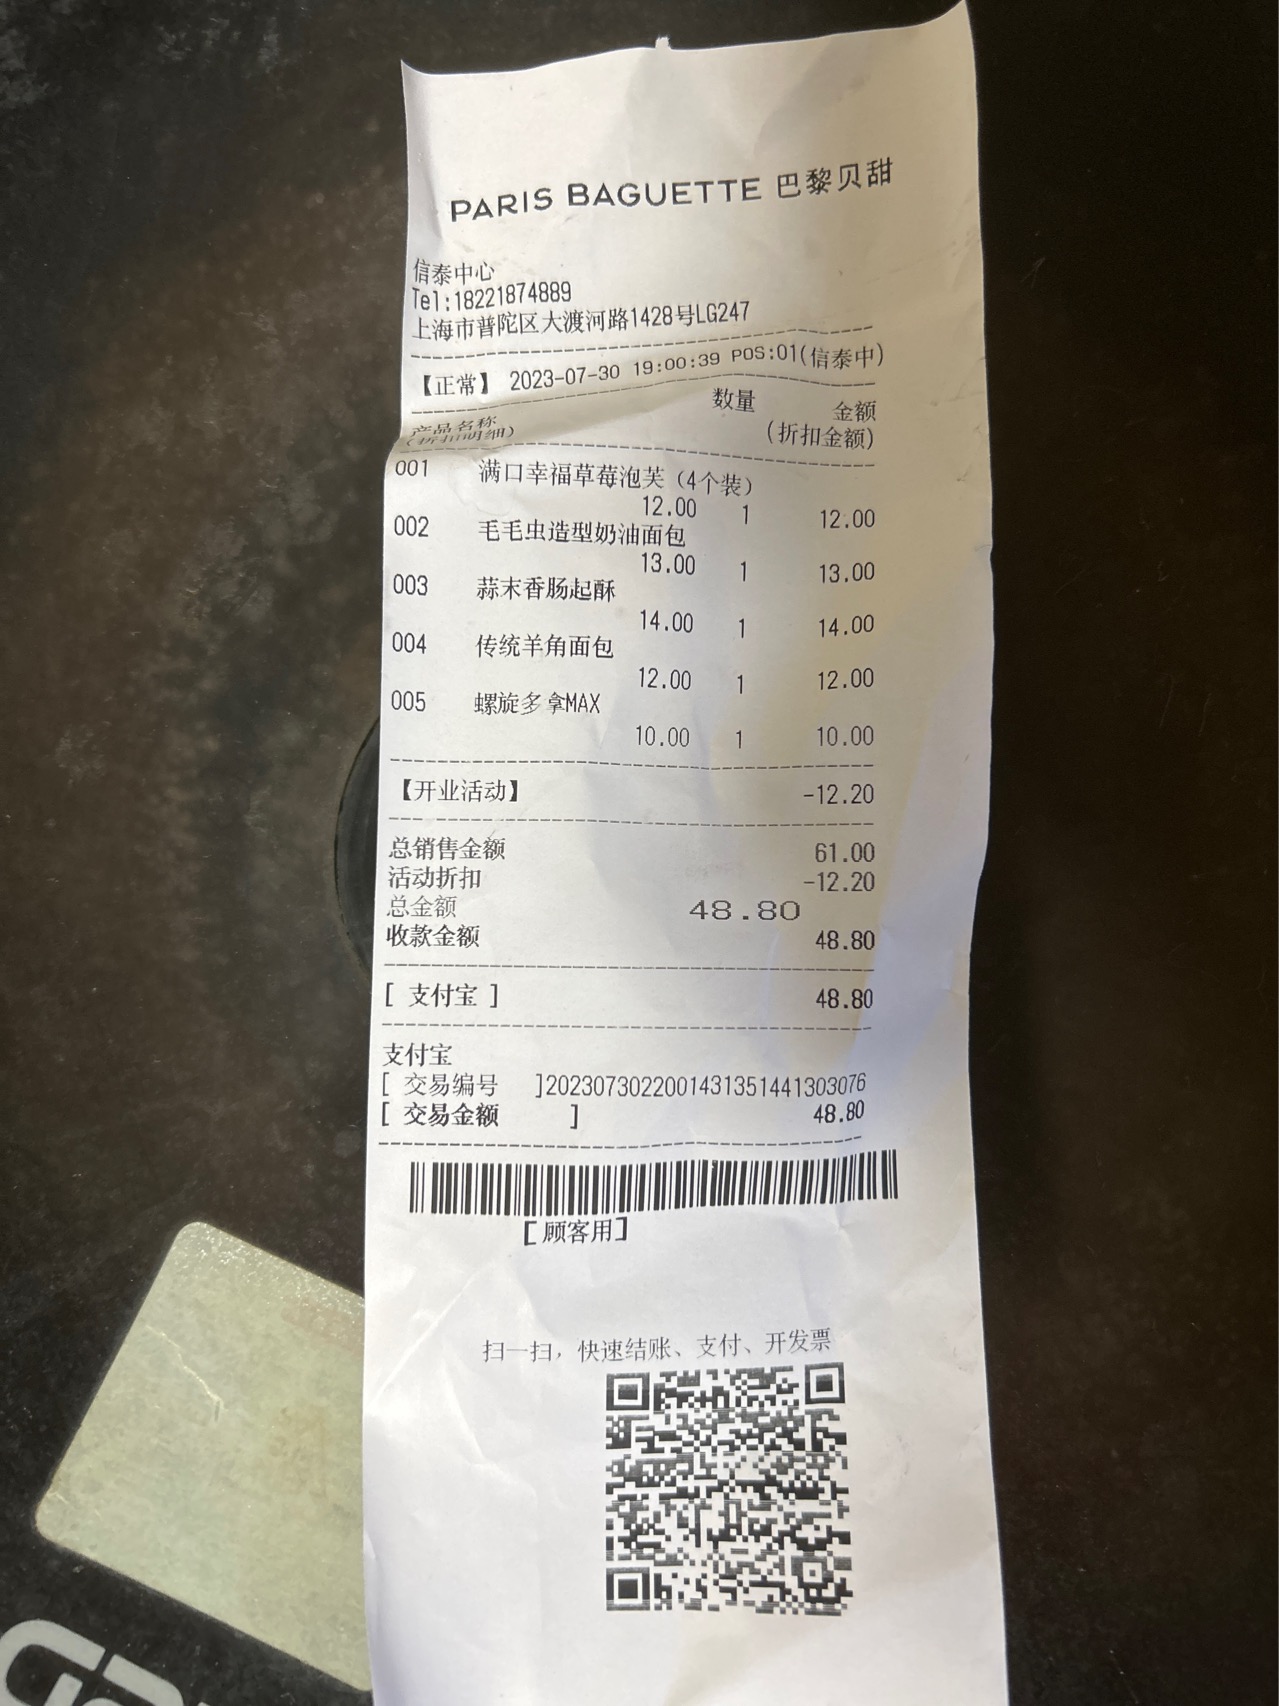 PARIS BAGUETTE 巴黎贝甜
信泰中心
Tel:18221874889
上海市普陀区大渡河路1428号LG247
【正常】 2023-07-30 19:00:39 POS:01(信泰中)
产品名称 数量 金额
(折扣明细) (折扣金额)
001 满口幸福草莓泡芙（4个装）
12.00 1 12.00
002 毛毛虫造型奶油面包
13.00 1 13.00
003 蒜末香肠起酥
14.00 1 14.00
004 传统羊角面包
12.00 1 12.00
005 螺旋多拿MAX
10.00 1 10.00
【开业活动】 -12.20
总销售金额 61.00
活动折扣 -12.20
总金额 48.80
收款金额 48.80
[ 支付宝 ] 48.80
支付宝
[ 交易编号 ]2023073022001431351441303076
[ 交易金额 ] 48.80
[顾客用]
扫一扫，快速结账、支付、开发票